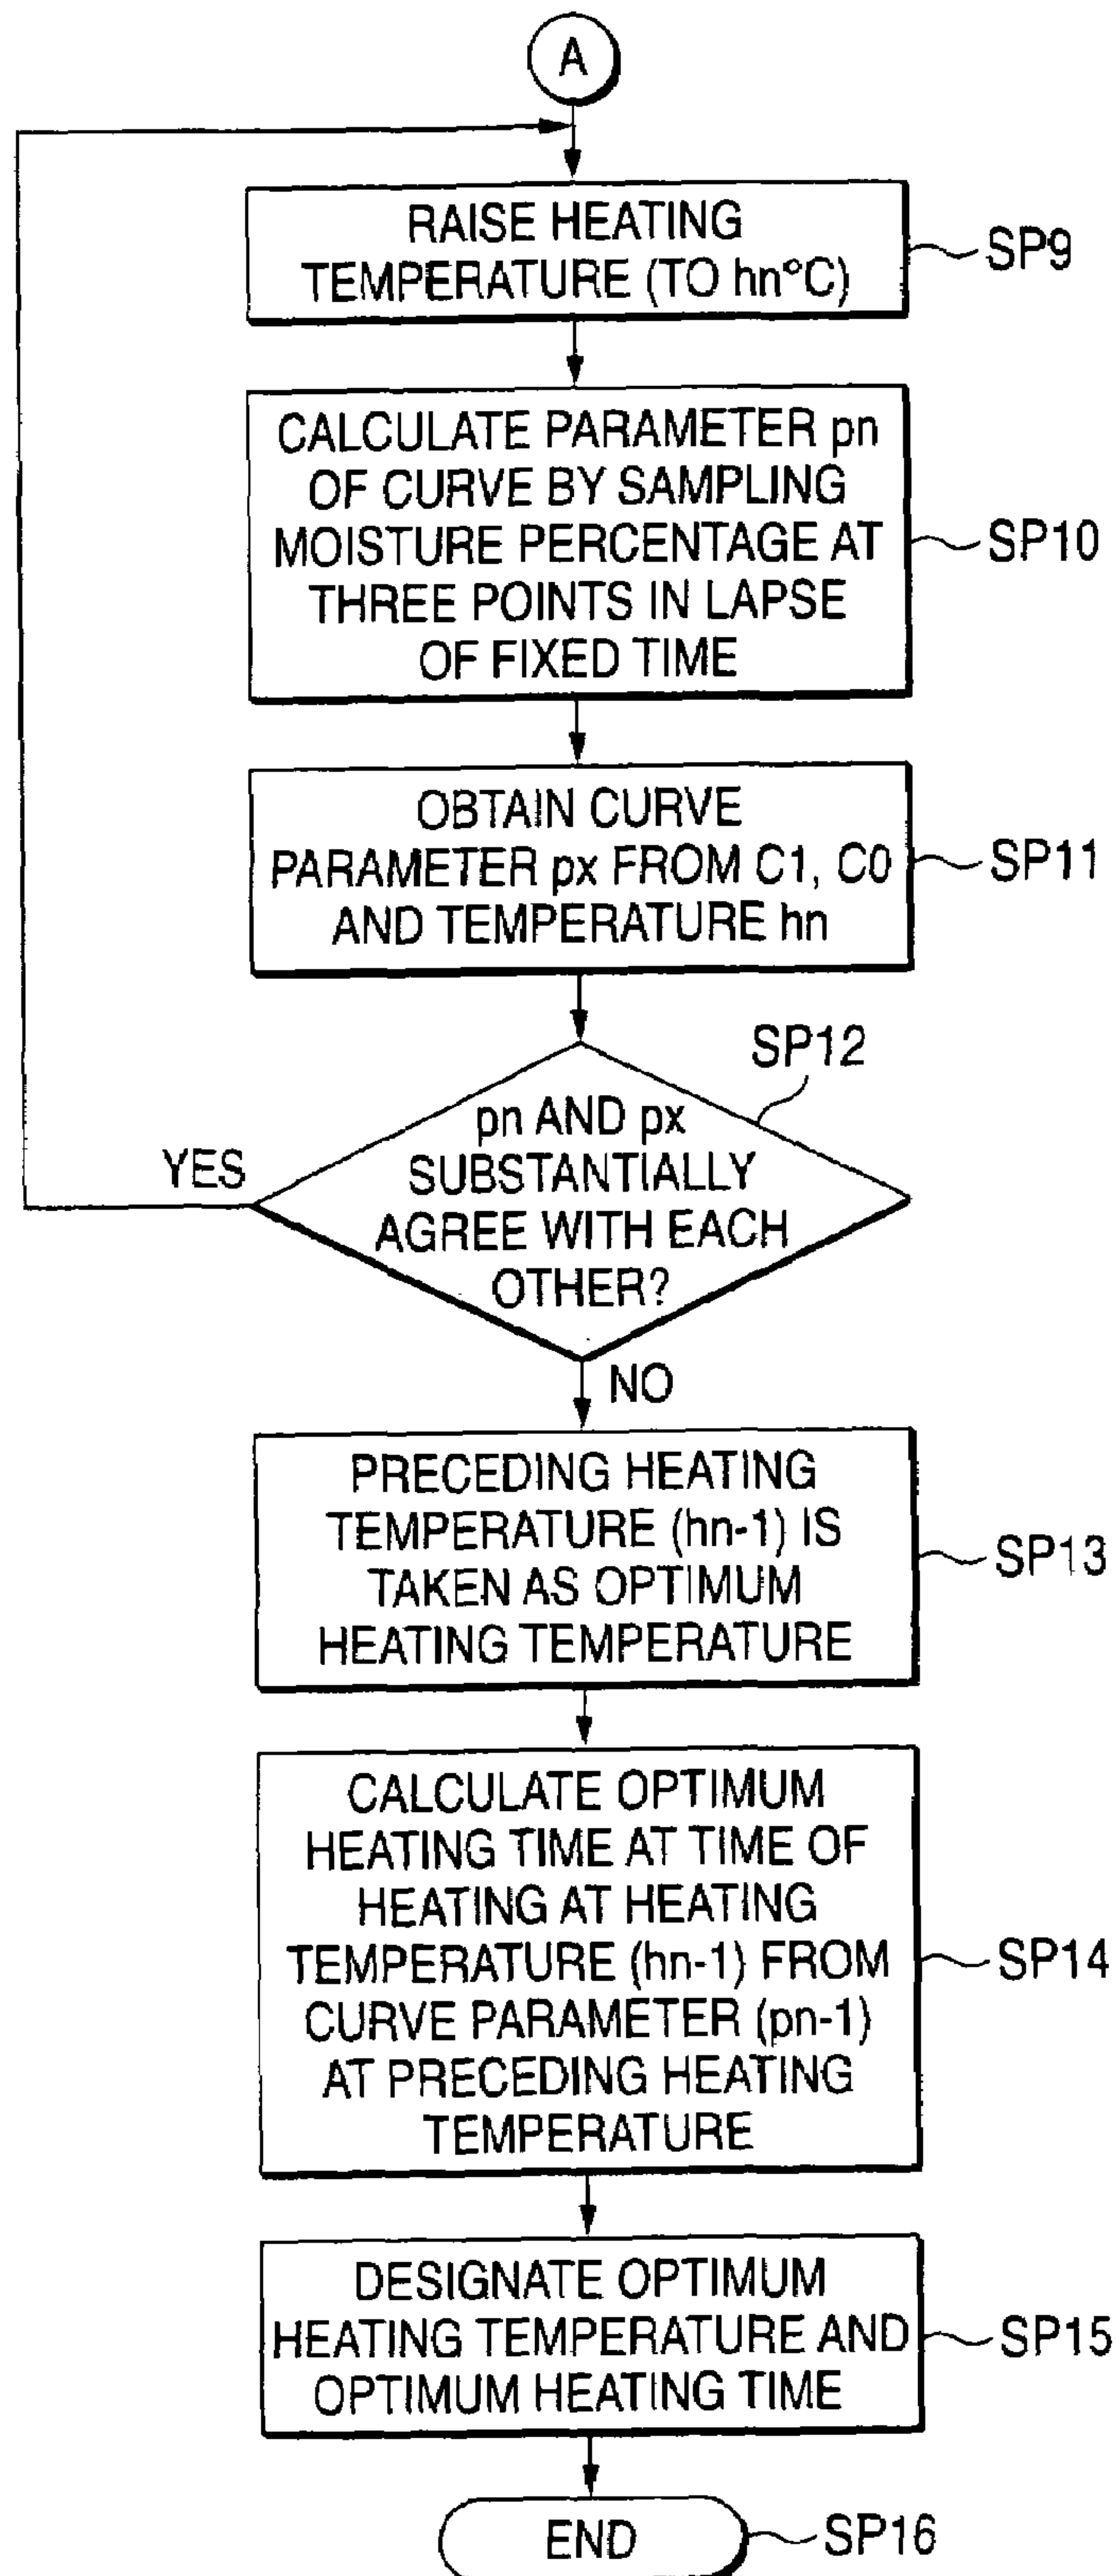 A
RAISE HEATING
TEMPERATURE (TO hn°C)
SP9
CALCULATE PARAMETER pn
OF CURVE BY SAMPLING
MOISTURE PERCENTAGE AT
THREE POINTS IN LAPSE
OF FIXED TIME
SP10
OBTAIN CURVE
PARAMETER px FROM C1, C0
AND TEMPERATURE hn
SP11
SP12
pn AND px
SUBSTANTIALLY
AGREE WITH EACH
OTHER?
YES
NO
PRECEDING HEATING
TEMPERATURE (hn-1) IS
TAKEN AS OPTIMUM
HEATING TEMPERATURE
SP13
CALCULATE OPTIMUM
HEATING TIME AT TIME OF
HEATING AT HEATING
TEMPERATURE (hn-1) FROM
CURVE PARAMETER (pn-1)
AT PRECEDING HEATING
TEMPERATURE
SP14
DESIGNATE OPTIMUM
HEATING TEMPERATURE AND
OPTIMUM HEATING TIME
SP15
END
SP16